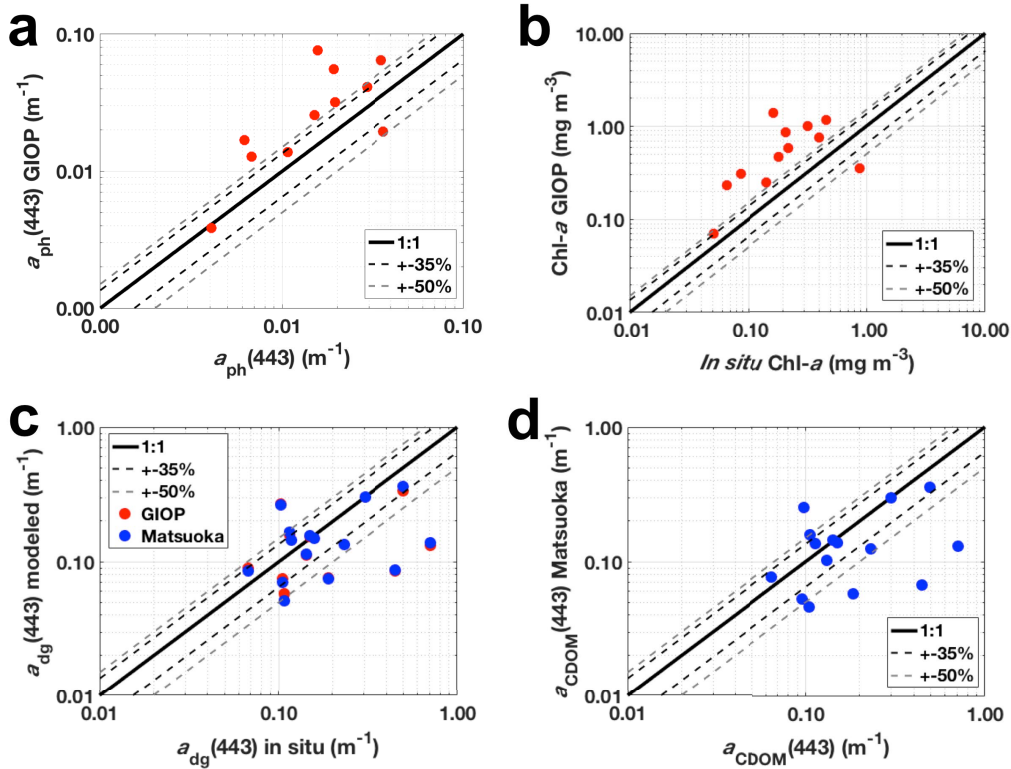 a
0.10
0.01
0.00
a_ph(443) GIOP (m⁻¹)
1:1
+-35%
+-50%
0.00
0.01
0.10
a_ph(443) (m⁻¹)
b
10.00
1.00
0.10
0.01
Chl-a GIOP (mg m⁻³)
1:1
+-35%
+-50%
0.01
0.10
1.00
10.00
In situ Chl-a (mg m⁻³)
c
1.00
0.10
0.01
a_dg(443) modeled (m⁻¹)
1:1
+-35%
+-50%
GIOP
Matsuoka
0.01
0.10
1.00
a_dg(443) in situ (m⁻¹)
d
1.00
0.10
0.01
a_CDOM(443) Matsuoka (m⁻¹)
1:1
+-35%
+-50%
0.01
0.10
1.00
a_CDOM(443) (m⁻¹)